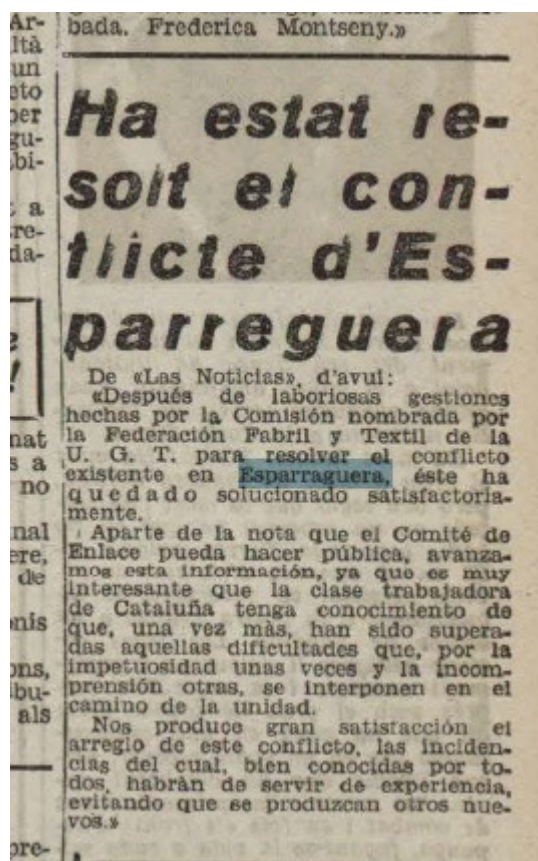 bada. Frederica Montseny.»
Ha estat re-
solt el con-
flicte d'Es-
parreguera
De «Las Noticias», d'avui:
«Después de laboriosas gestiones
hechas por la Comisión nombrada por
la Federación Fabril y Textil de la
U. G. T. para resolver el conflicto
existente en Esparraguera, éste ha
quedado solucionado satisfactoria-
mente.
Aparte de la nota que el Comité de
Enlace pueda hacer pública, avanza-
mos esta información, ya que es muy
interesante que la clase trabajadora
de Cataluña tenga conocimiento de
que, una vez màs, han sido supera-
das aquellas dificultades que, por la
impetuosidad unas veces y la incom-
prensión otras, se interponen en el
camino de la unidad.
Nos produce gran satisfacción el
arreglo de este conflicto, las inciden-
cias del cual, bien conocidas por to-
dos, habràn de servir de experiencia,
evitando que se produzcan otros nue-
vos.»